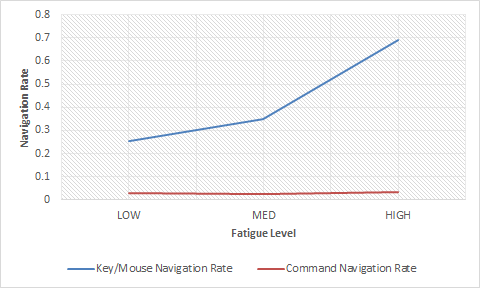 0.8
0.7
0.6
0.5
0.4
0.3
0.2
0.1
0
Navigation Rate
LOW MED HIGH
Fatigue Level
Key/Mouse Navigation Rate Command Navigation Rate